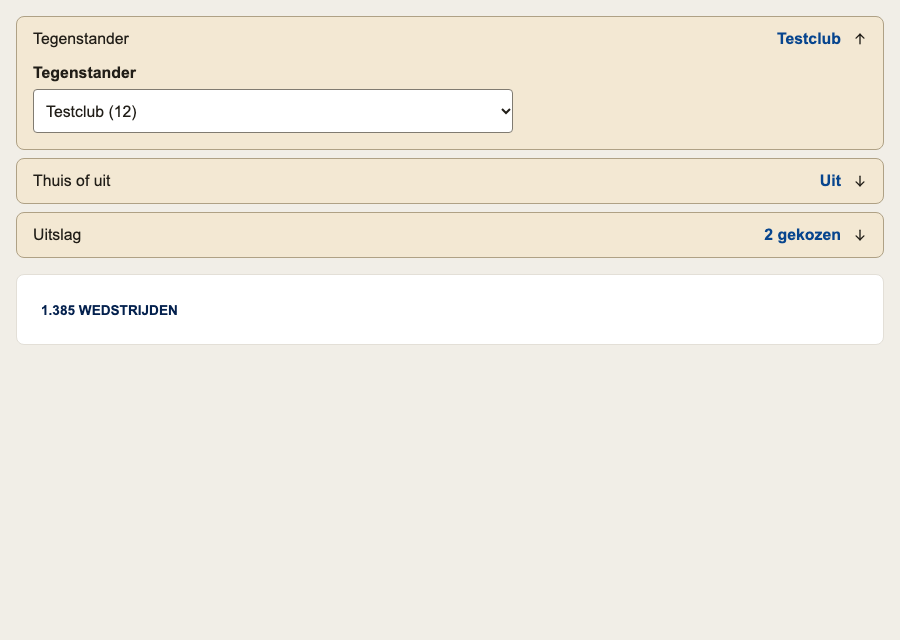 Tegenstander Testclub ↑
Tegenstander
Testclub (12)
Thuis of uit Uit ↓
Uitslag 2 gekozen ↓
1.385 WEDSTRIJDEN